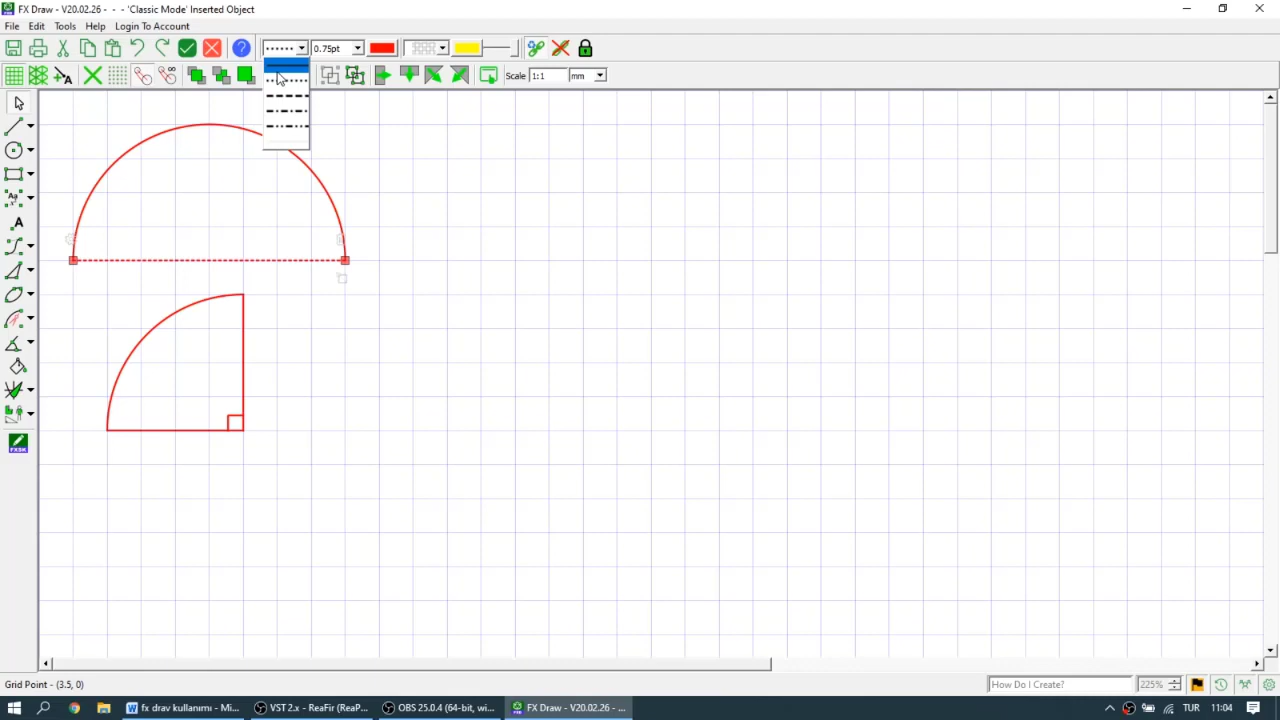 FX Draw - V20.02.26 - - - 'Classic Mode' Inserted Object
File Edit Tools Help Login To Account
0.75pt
Scale 1:1 mm
A
FXSK
Grid Point - (3.5, 0)
How Do I Create?
225%
fx drav kullanımı - Mi...
VST 2.x - ReaFir (ReaP...
OBS 25.0.4 (64-bit, wi...
FX Draw - V20.02.26 - ...
TUR
11:04